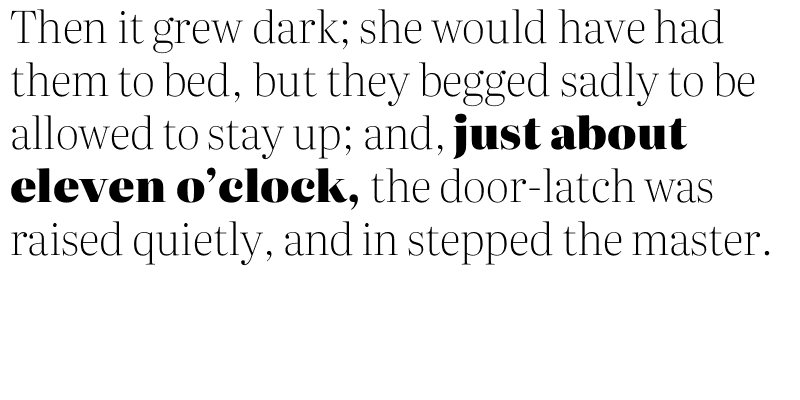 Then it grew dark; she would have had
them to bed, but they begged sadly to be
allowed to stay up; and, just about
eleven o’clock, the door-latch was
raised quietly, and in stepped the master.